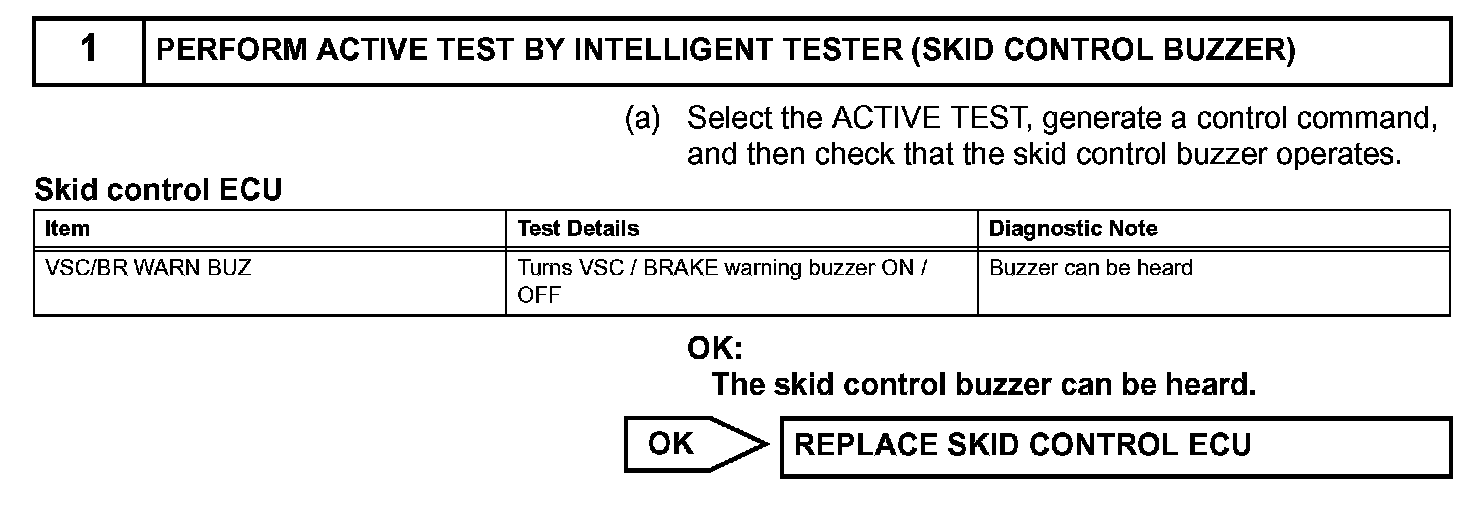 1 PERFORM ACTIVE TEST BY INTELLIGENT TESTER (SKID CONTROL BUZZER)
(a) Select the ACTIVE TEST, generate a control command,
and then check that the skid control buzzer operates.
Skid control ECU
Item Test Details Diagnostic Note
VSC/BR WARN BUZ Turns VSC / BRAKE warning buzzer ON / Buzzer can be heard
OFF
OK:
The skid control buzzer can be heard.
OK REPLACE SKID CONTROL ECU